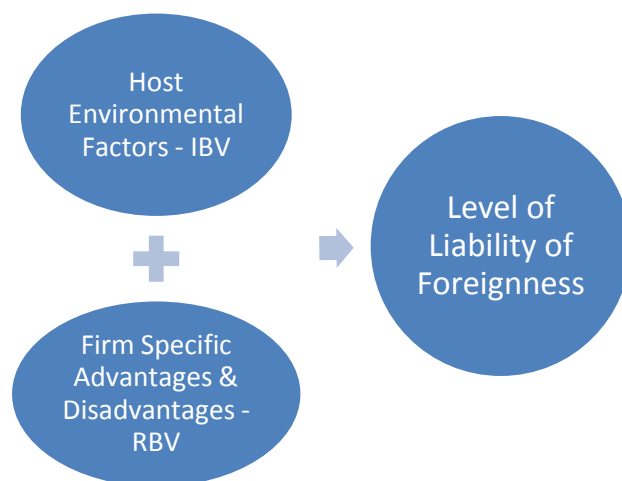 Host
Environmental
Factors - IBV
Firm Specific
Advantages &
Disadvantages -
RBV
Level of
Liability of
Foreignness